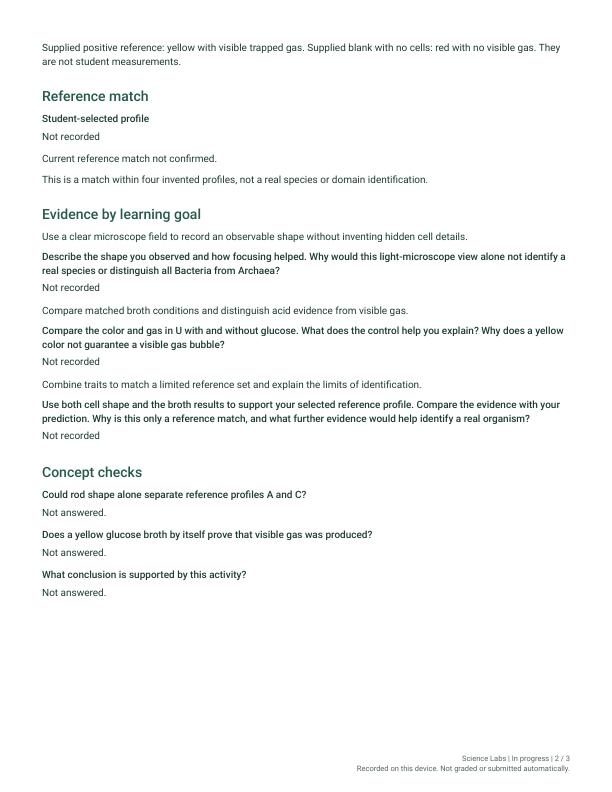 Supplied positive reference: yellow with visible trapped gas. Supplied blank with no cells: red with no visible gas. They
are not student measurements.
Reference match
Student-selected profile
Not recorded
Current reference match not confirmed.
This is a match within four invented profiles, not a real species or domain identification.
Evidence by learning goal
Use a clear microscope field to record an observable shape without inventing hidden cell details.
Describe the shape you observed and how focusing helped. Why would this light-microscope view alone not identify a
real species or distinguish all Bacteria from Archaea?
Not recorded
Compare matched broth conditions and distinguish acid evidence from visible gas.
Compare the color and gas in U with and without glucose. What does the control help you explain? Why does a yellow
color not guarantee a visible gas bubble?
Not recorded
Combine traits to match a limited reference set and explain the limits of identification.
Use both cell shape and the broth results to support your selected reference profile. Compare the evidence with your
prediction. Why is this only a reference match, and what further evidence would help identify a real organism?
Not recorded
Concept checks
Could rod shape alone separate reference profiles A and C?
Not answered.
Does a yellow glucose broth by itself prove that visible gas was produced?
Not answered.
What conclusion is supported by this activity?
Not answered.
Science Labs | In progress | 2 / 3
Recorded on this device. Not graded or submitted automatically.